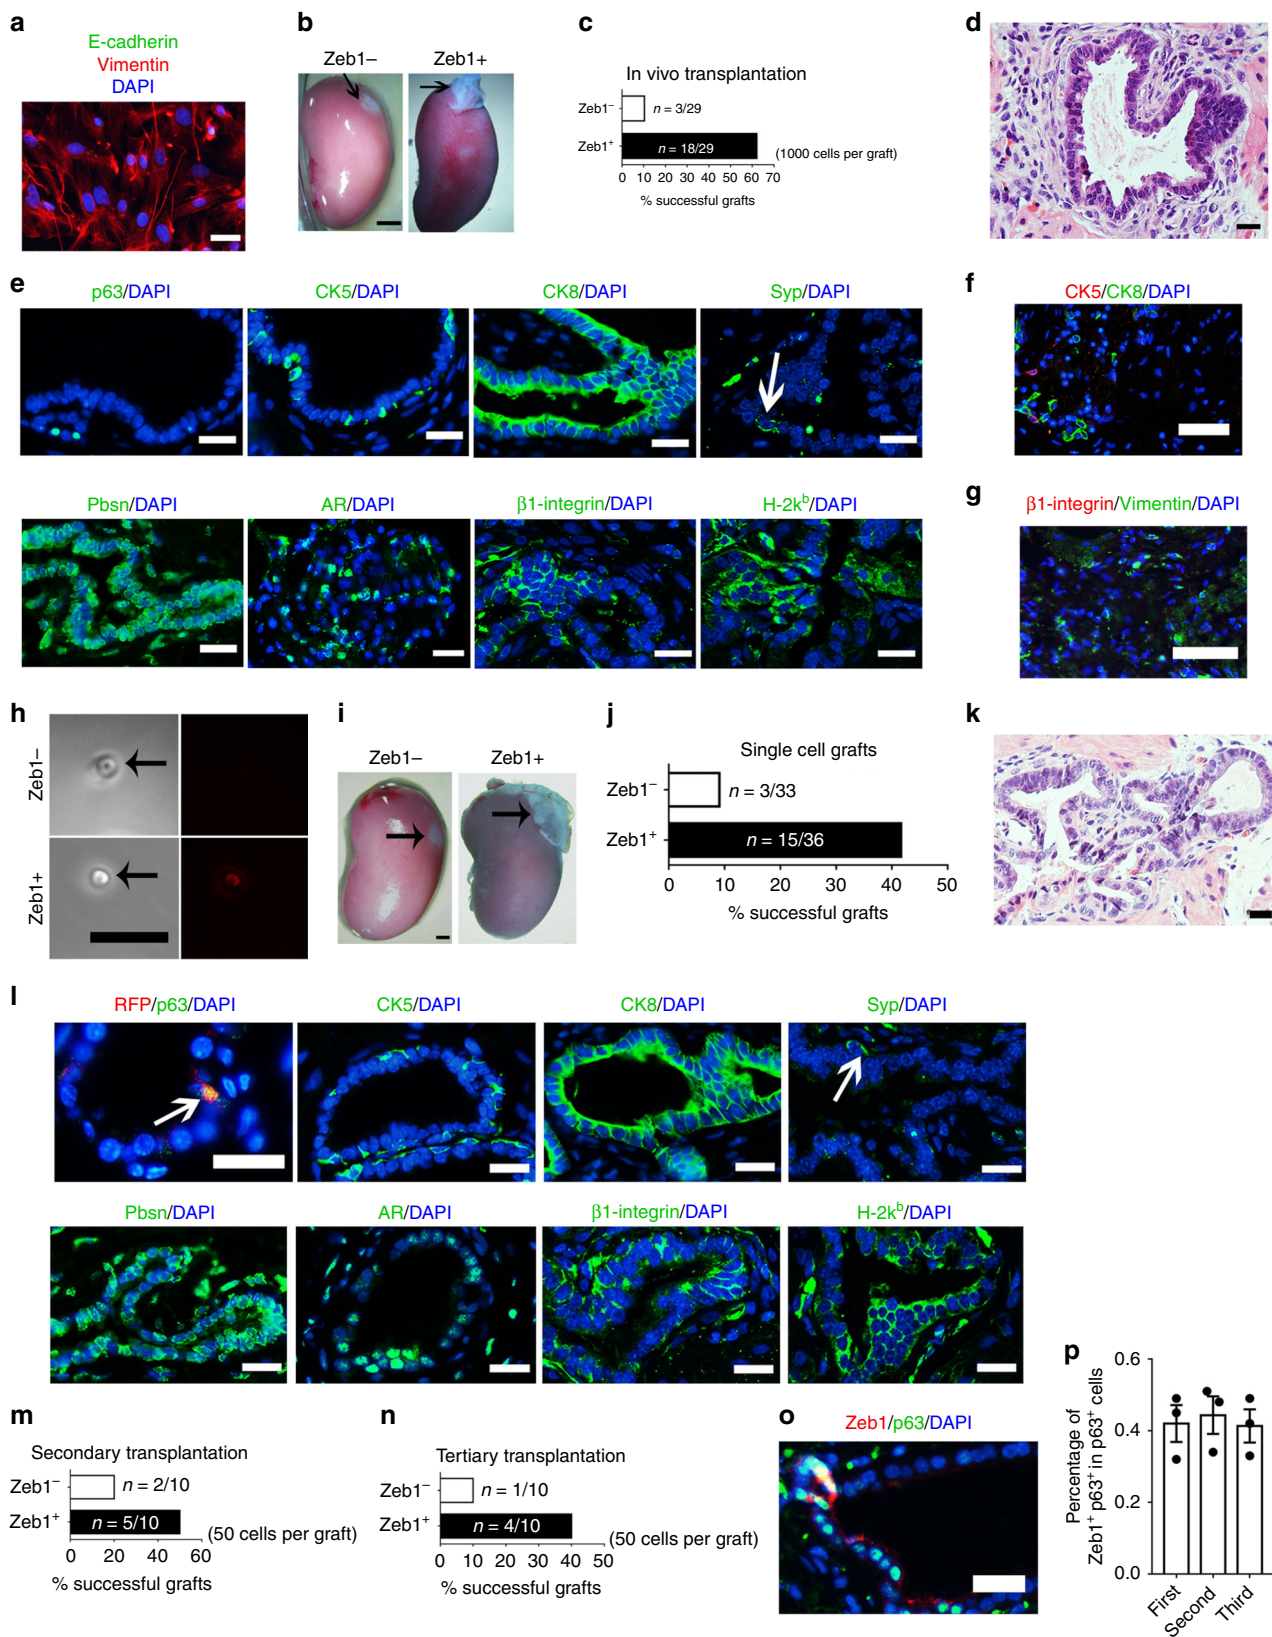 a
E-cadherin
Vimentin
DAPI
b
Zeb1–
Zeb1+
c
In vivo transplantation
Zeb1⁻
n = 3/29
Zeb1⁺
n = 18/29
(1000 cells per graft)
0 10 20 30 40 50 60 70
% successful grafts
d
e
p63/DAPI
CK5/DAPI
CK8/DAPI
Syp/DAPI
Pbsn/DAPI
AR/DAPI
β1-integrin/DAPI
H-2kᵇ/DAPI
f
CK5/CK8/DAPI
g
β1-integrin/Vimentin/DAPI
h
Zeb1–
Zeb1+
i
Zeb1–
Zeb1+
j
Single cell grafts
Zeb1⁻
n = 3/33
Zeb1⁺
n = 15/36
0 10 20 30 40 50
% successful grafts
k
l
RFP/p63/DAPI
CK5/DAPI
CK8/DAPI
Syp/DAPI
Pbsn/DAPI
AR/DAPI
β1-integrin/DAPI
H-2kᵇ/DAPI
m
Secondary transplantation
Zeb1⁻
n = 2/10
Zeb1⁺
n = 5/10
(50 cells per graft)
0 20 40 60
% successful grafts
n
Tertiary transplantation
Zeb1⁻
n = 1/10
Zeb1⁺
n = 4/10
(50 cells per graft)
0 10 20 30 40 50
% successful grafts
o
Zeb1/p63/DAPI
p
Percentage of
Zeb1⁺ p63⁺ in p63⁺ cells
0.6
0.4
0.2
0.0
First
Second
Third